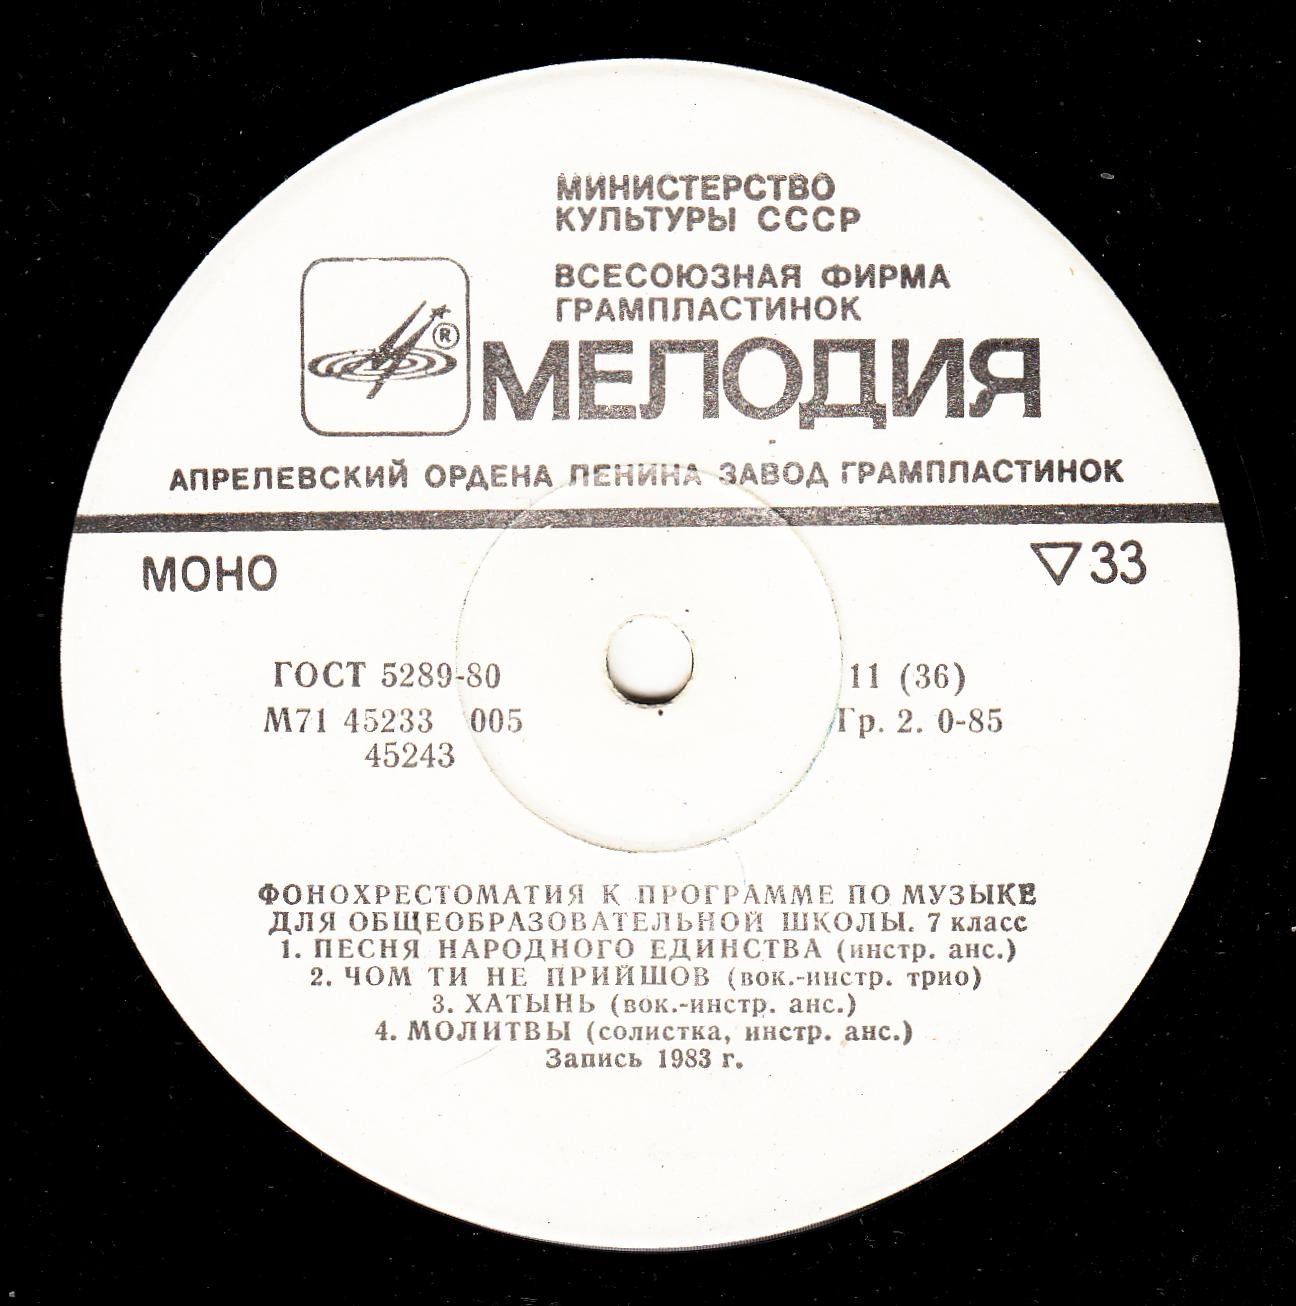 МИНИСТЕРСТВО
КУЛЬТУРЫ СССР
ВСЕСОЮЗНАЯ ФИРМА
ГРАМПЛАСТИНОК
®
МЕЛОДИЯ
АПРЕЛЕВСКИЙ ОРДЕНА ЛЕНИНА ЗАВОД ГРАМПЛАСТИНОК
МОНО ▽33
ГОСТ 5289-80 11 (36)
М71 45233 005 Гр. 2. 0-85
45243
ФОНОХРЕСТОМАТИЯ К ПРОГРАММЕ ПО МУЗЫКЕ
ДЛЯ ОБЩЕОБРАЗОВАТЕЛЬНОЙ ШКОЛЫ. 7 класс
1. ПЕСНЯ НАРОДНОГО ЕДИНСТВА (инстр. анс.)
2. ЧОМ ТИ НЕ ПРИЙШОВ (вок.-инстр. трио)
3. ХАТЫНЬ (вок.-инстр. анс.)
4. МОЛИТВЫ (солистка, инстр. анс.)
Запись 1983 г.